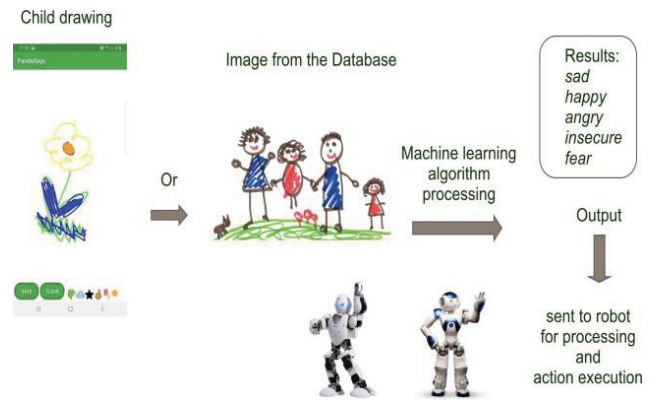 Child drawing
PandaSays
SAVE
CLEAR
Or
Image from the Database
Machine learning
algorithm
processing
Results:
sad
happy
angry
insecure
fear
Output
sent to robot
for processing
and
action execution